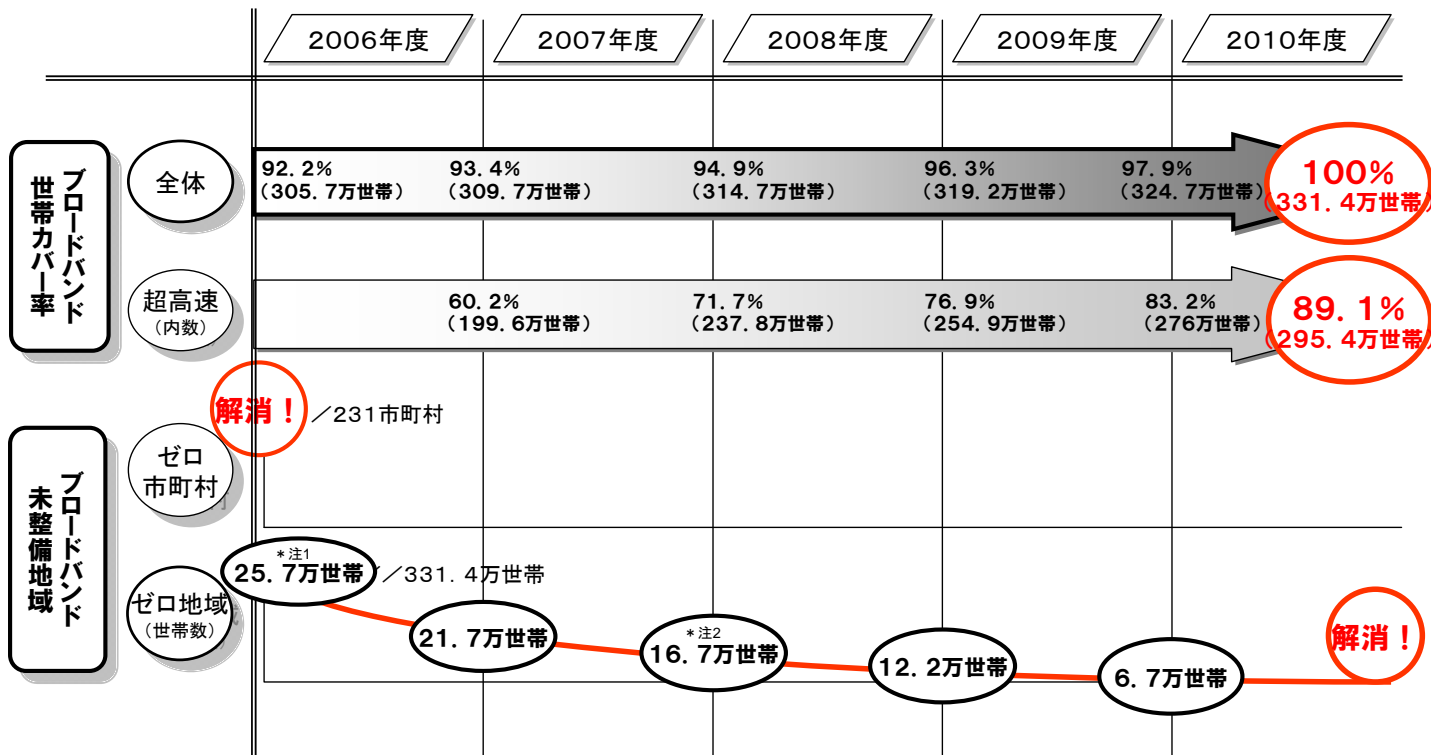 2006年度
2007年度
2008年度
2009年度
2010年度
ブロードバンド
世帯カバー率
全体
92.2%
(305.7万世帯)
93.4%
(309.7万世帯)
94.9%
(314.7万世帯)
96.3%
(319.2万世帯)
97.9%
(324.7万世帯)
100%
(331.4万世帯)
超高速
(内数)
60.2%
(199.6万世帯)
71.7%
(237.8万世帯)
76.9%
(254.9万世帯)
83.2%
(276万世帯)
89.1%
(295.4万世帯)
ブロードバンド
未整備地域
解消!
/231市町村
ゼロ
市町村
ゼロ地域
(世帯数)
*注1
25.7万世帯
/331.4万世帯
21.7万世帯
*注2
16.7万世帯
12.2万世帯
6.7万世帯
解消!